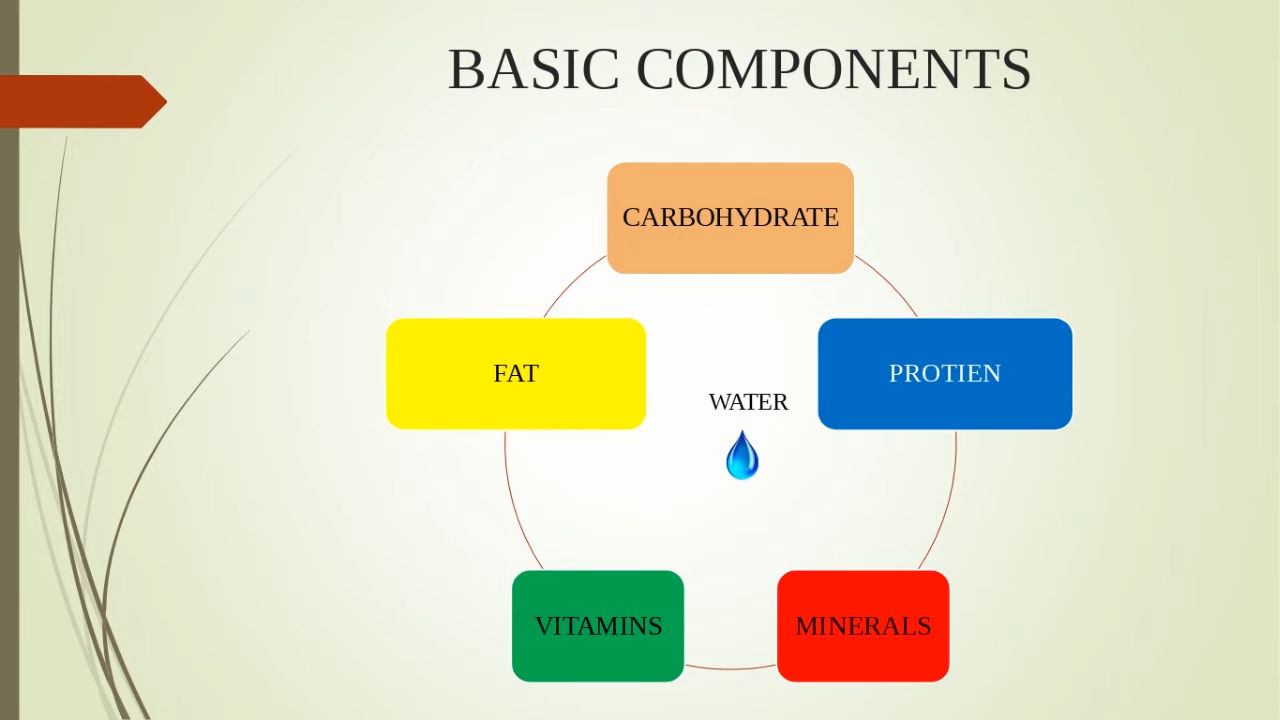 BASIC COMPONENTS
CARBOHYDRATE
FAT
PROTIEN
WATER
VITAMINS
MINERALS